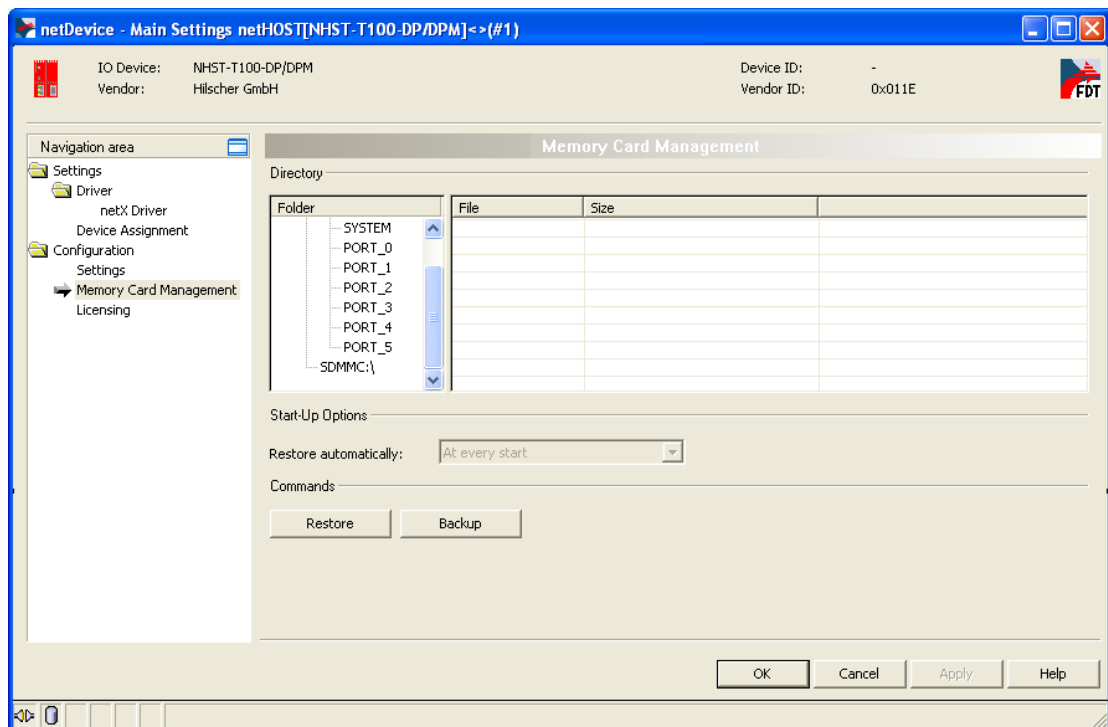 netDevice - Main Settings netHOST[NHST-T100-DP/DPM]<>(#1)
IO Device: NHST-T100-DP/DPM Device ID: -
Vendor: Hilscher GmbH Vendor ID: 0x011E
FDT
Navigation area
Settings
Driver
netX Driver
Device Assignment
Configuration
Settings
Memory Card Management
Licensing
Memory Card Management
Directory
Folder File Size
SYSTEM
PORT_0
PORT_1
PORT_2
PORT_3
PORT_4
PORT_5
SDMMC:\
Start-Up Options
Restore automatically: At every start
Commands
Restore Backup
OK Cancel Apply Help